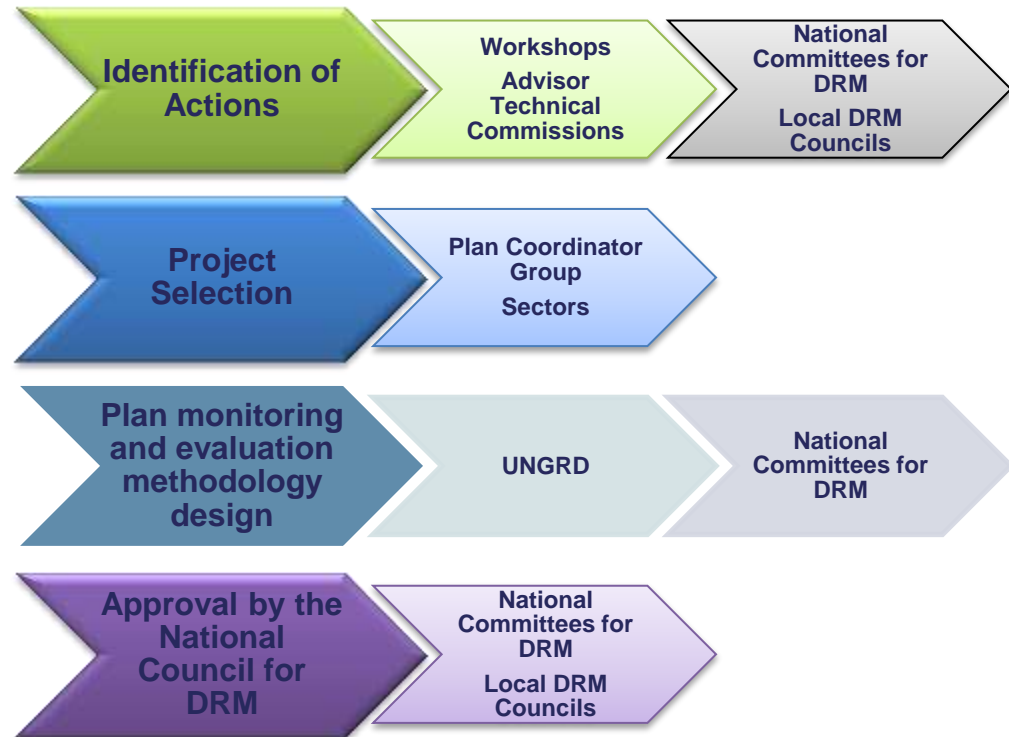 Identification of
Actions
Workshops
Advisor
Technical
Commissions
National
Committees for
DRM
Local DRM
Councils
Project
Selection
Plan Coordinator
Group
Sectors
Plan monitoring
and evaluation
methodology
design
UNGRD
National
Committees for
DRM
Approval by the
National
Council for
DRM
National
Committees for
DRM
Local DRM
Councils